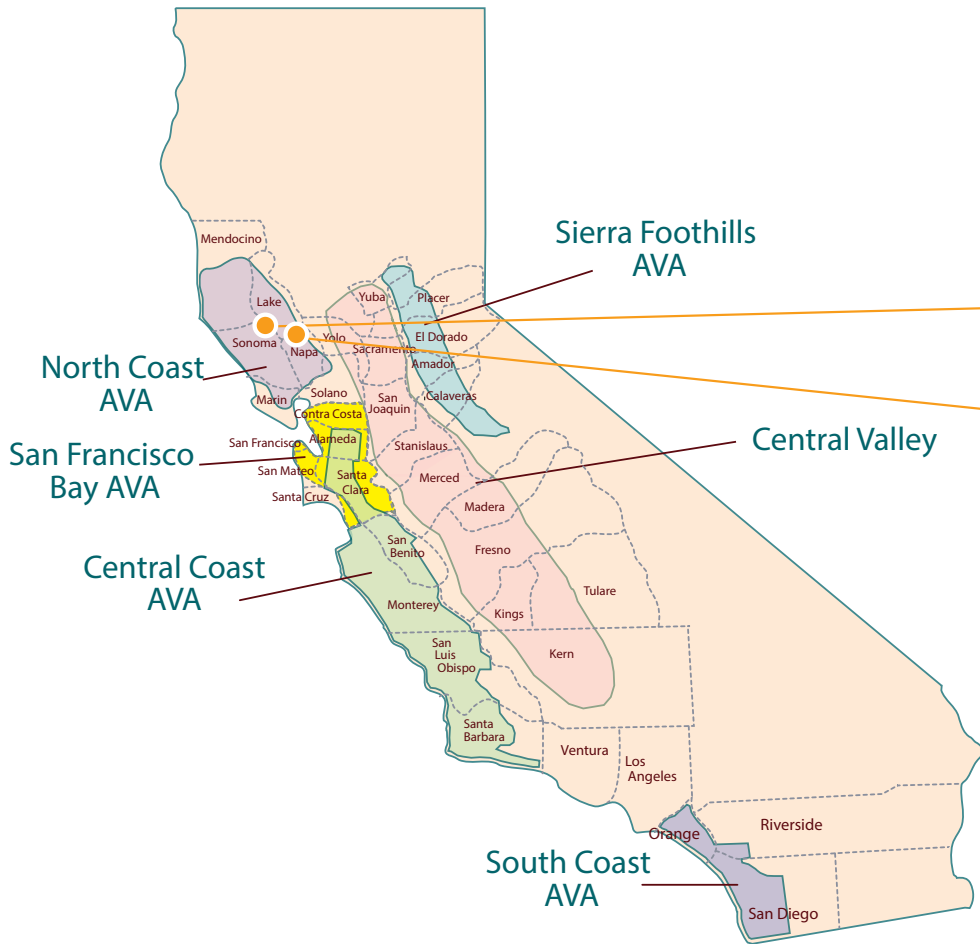 Sierra Foothills
AVA
Mendocino
Lake
Yuba
Placer
Sonoma
Napa
Yolo
Sacramento
El Dorado
North Coast
AVA
Amador
Marin
Solano
San
Joaquin
Calaveras
Contra Costa
San Francisco
Bay AVA
San Francisco
Alameda
Stanislaus
Central Valley
San Mateo
Santa
Clara
Merced
Santa Cruz
Madera
Central Coast
AVA
San
Benito
Fresno
Monterey
Kings
Tulare
San
Luis
Obispo
Kern
Santa
Barbara
Ventura
Los
Angeles
Orange
Riverside
South Coast
AVA
San Diego